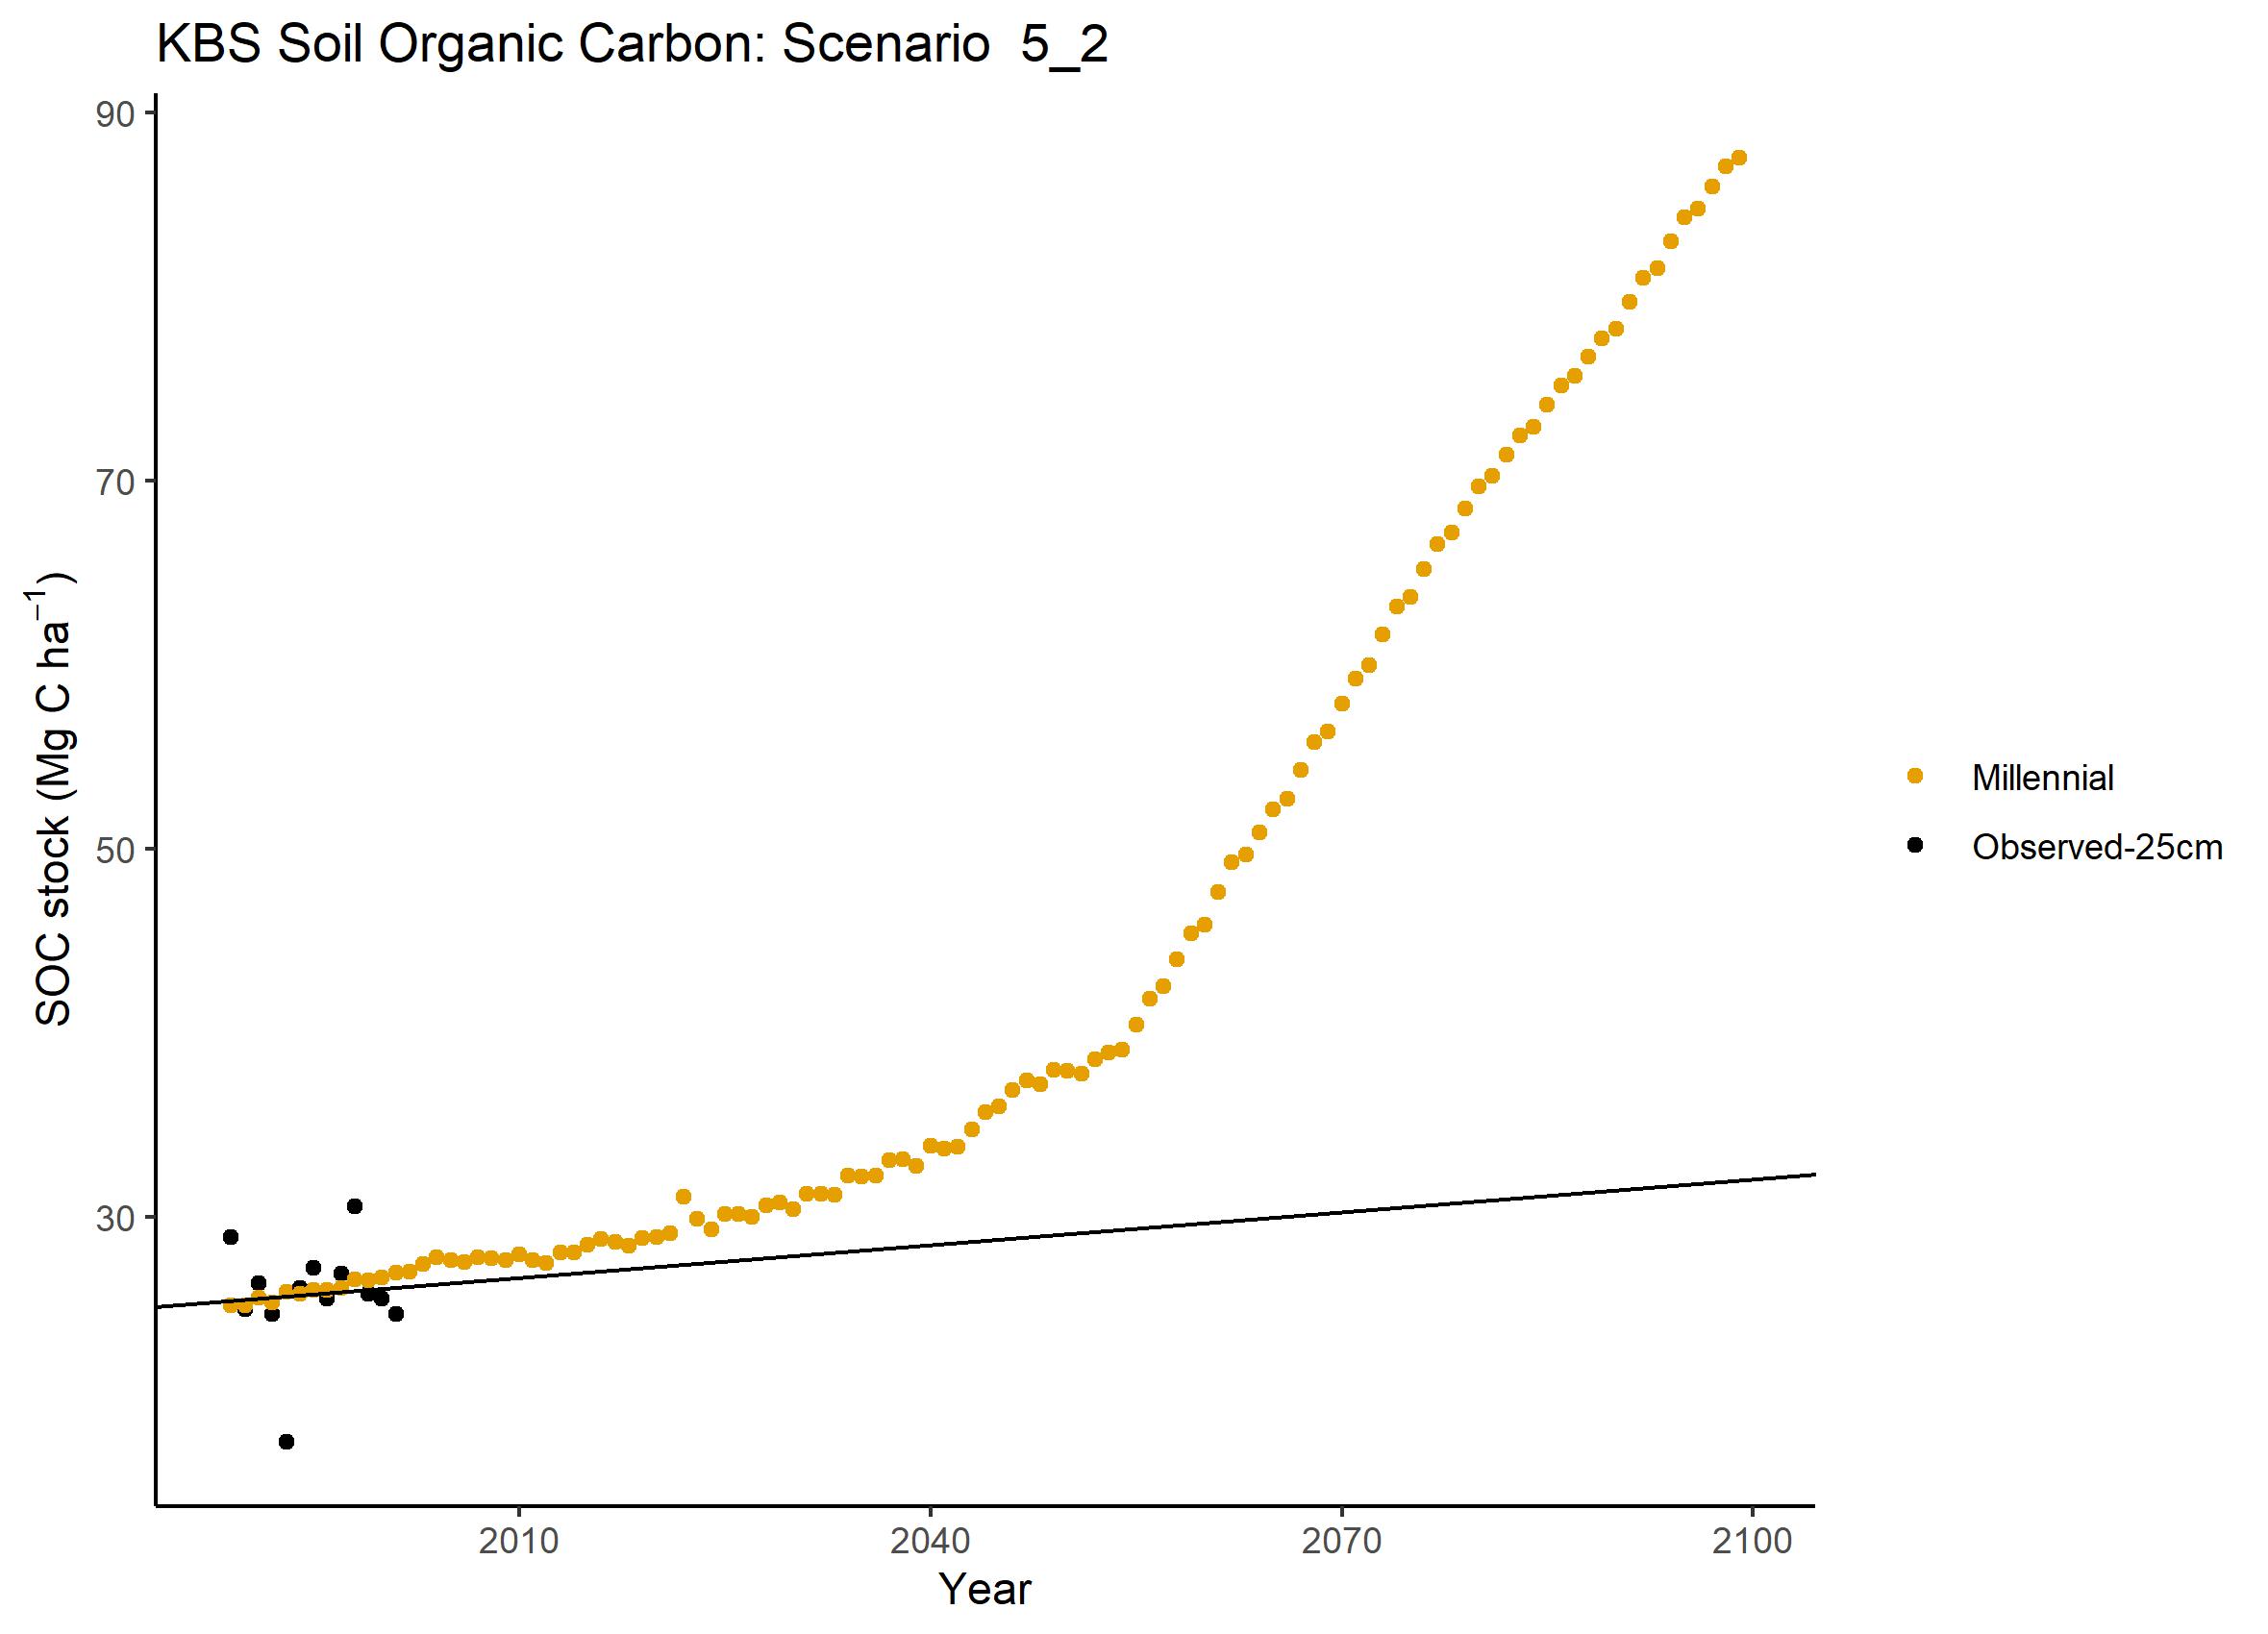 KBS Soil Organic Carbon: Scenario  5_2
90
70
50
30
SOC stock (Mg C ha⁻¹)
2010
2040
2070
2100
Year
Millennial
Observed-25cm